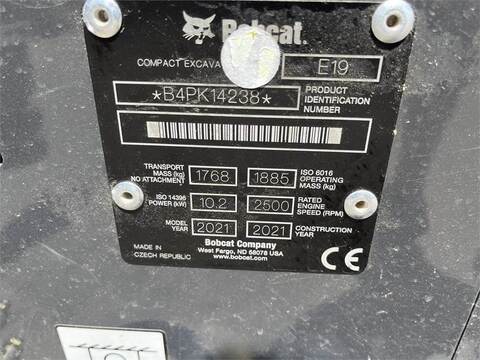 Bobcat®
COMPACT EXCAVA E19
*B4PK14238* PRODUCT IDENTIFICATION NUMBER
TRANSPORT MASS (kg) NO ATTACHMENT 1768 1885 ISO 6016 OPERATING MASS (kg)
ISO 14396 POWER (kW) 10.2 2500 RATED ENGINE SPEED (RPM)
MODEL YEAR 2021 2021 CONSTRUCTION YEAR
Bobcat Company
West Fargo, ND 58078 USA
www.bobcat.com
MADE IN CZECH REPUBLIC
CE